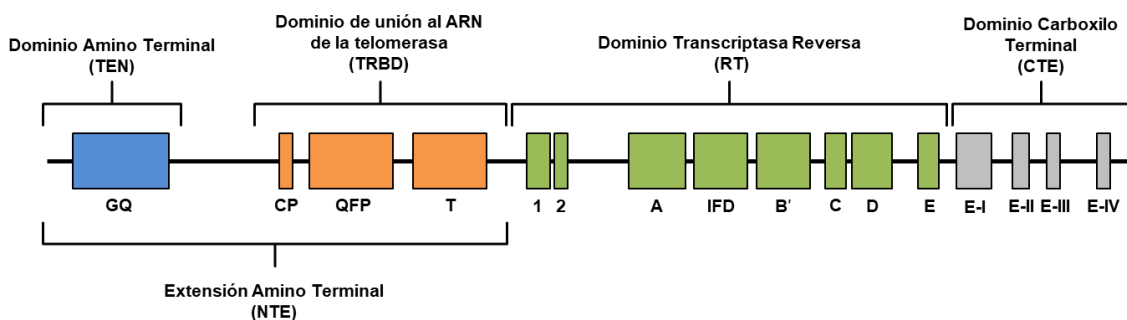 Dominio Amino Terminal
(TEN)
Dominio de unión al ARN
de la telomerasa
(TRBD)
Dominio Transcriptasa Reversa
(RT)
Dominio Carboxilo
Terminal
(CTE)
GQ
CP
QFP
T
1
2
A
IFD
B′
C
D
E
E-I
E-II
E-III
E-IV
Extensión Amino Terminal
(NTE)